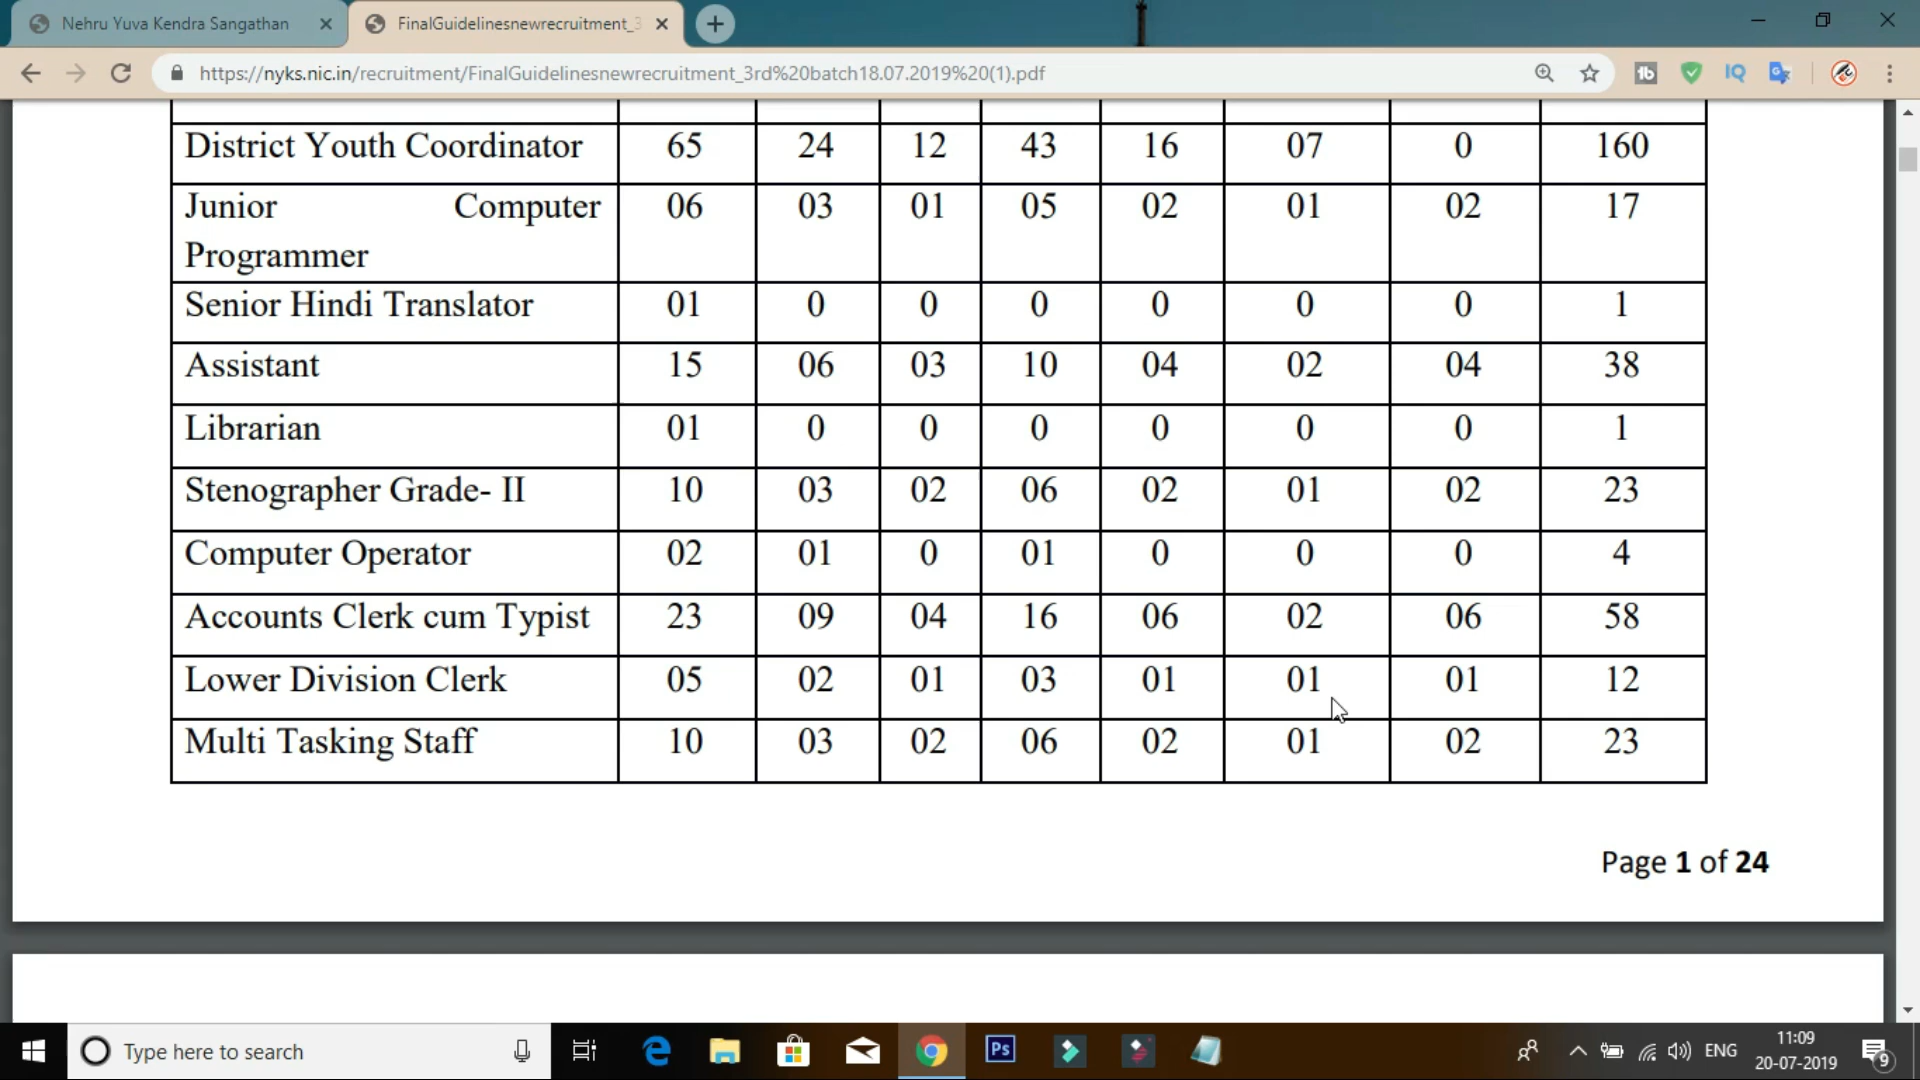 Nehru Yuva Kendra Sangathan
FinalGuidelinesnewrecruitment_3
https://nyks.nic.in/recruitment/FinalGuidelinesnewrecruitment_3rd%20batch18.07.2019%20(1).pdf
District Youth Coordinator 65 24 12 43 16 07 0 160
Junior Computer 06 03 01 05 02 01 02 17
Programmer
Senior Hindi Translator 01 0 0 0 0 0 0 1
Assistant 15 06 03 10 04 02 04 38
Librarian 01 0 0 0 0 0 0 1
Stenographer Grade- II 10 03 02 06 02 01 02 23
Computer Operator 02 01 0 01 0 0 0 4
Accounts Clerk cum Typist 23 09 04 16 06 02 06 58
Lower Division Clerk 05 02 01 03 01 01 01 12
Multi Tasking Staff 10 03 02 06 02 01 02 23
Page 1 of 24
Type here to search
Ps
ENG
11:09
20-07-2019
9
tb
IQ
G